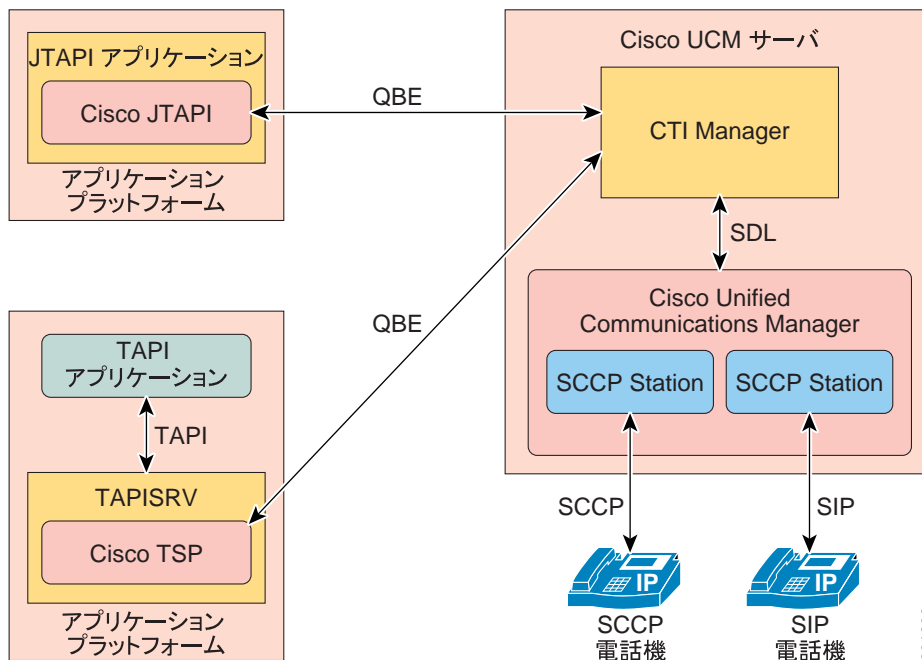 JTAPI アプリケーション
Cisco JTAPI
アプリケーション
プラットフォーム
QBE
Cisco UCM サーバ
CTI Manager
SDL
Cisco Unified
Communications Manager
SCCP Station
SCCP Station
QBE
TAPI
アプリケーション
TAPI
TAPISRV
Cisco TSP
アプリケーション
プラットフォーム
SCCP
SIP
IP
IP
SCCP
電話機
SIP
電話機